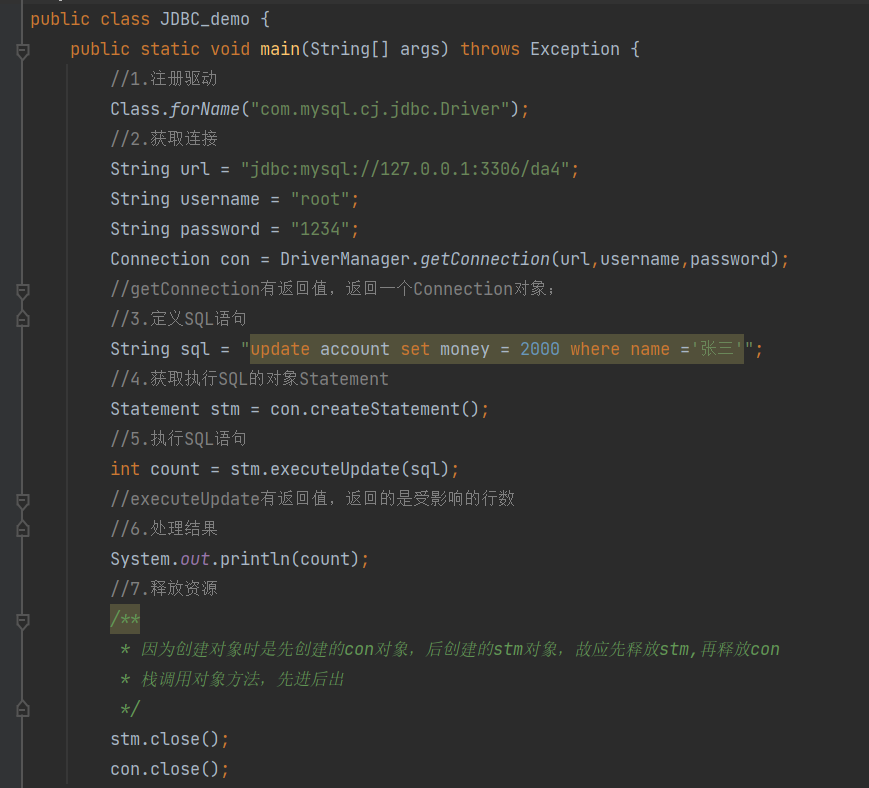 public class JDBC_demo {
public static void main(String[] args) throws Exception {
//1.注册驱动
Class.forName("com.mysql.cj.jdbc.Driver");
//2.获取连接
String url = "jdbc:mysql://127.0.0.1:3306/da4";
String username = "root";
String password = "1234";
Connection con = DriverManager.getConnection(url,username,password);
//getConnection有返回值，返回一个Connection对象;
//3.定义SQL语句
String sql = "update account set money = 2000 where name ='张三'";
//4.获取执行SQL的对象Statement
Statement stm = con.createStatement();
//5.执行SQL语句
int count = stm.executeUpdate(sql);
//executeUpdate有返回值，返回的是受影响的行数
//6.处理结果
System.out.println(count);
//7.释放资源
/**
* 因为创建对象时是先创建的con对象，后创建的stm对象，故应先释放stm,再释放con
* 栈调用对象方法，先进后出
*/
stm.close();
con.close();